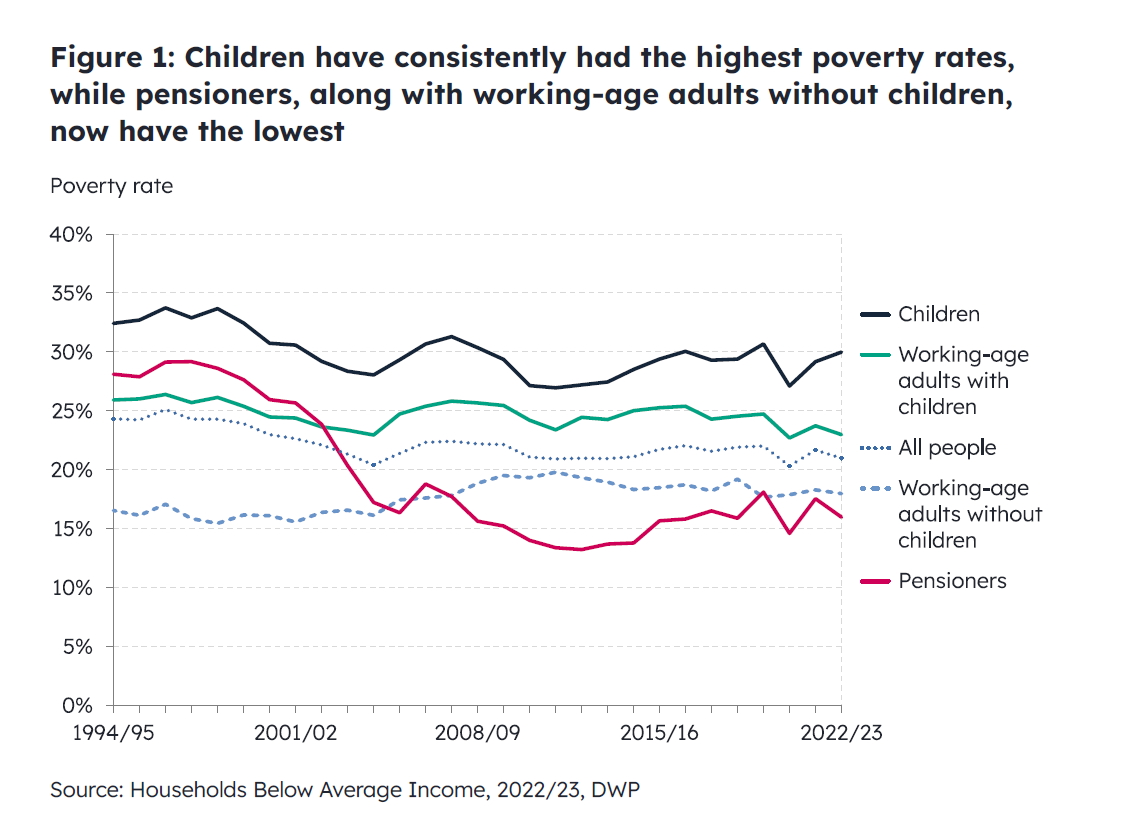 Figure 1: Children have consistently had the highest poverty rates,
while pensioners, along with working-age adults without children,
now have the lowest
Poverty rate
40%
35%
30%
25%
20%
15%
10%
5%
0%
1994/95
2001/02
2008/09
2015/16
2022/23
Children
Working-age
adults with
children
All people
Working-age
adults without
children
Pensioners
Source: Households Below Average Income, 2022/23, DWP